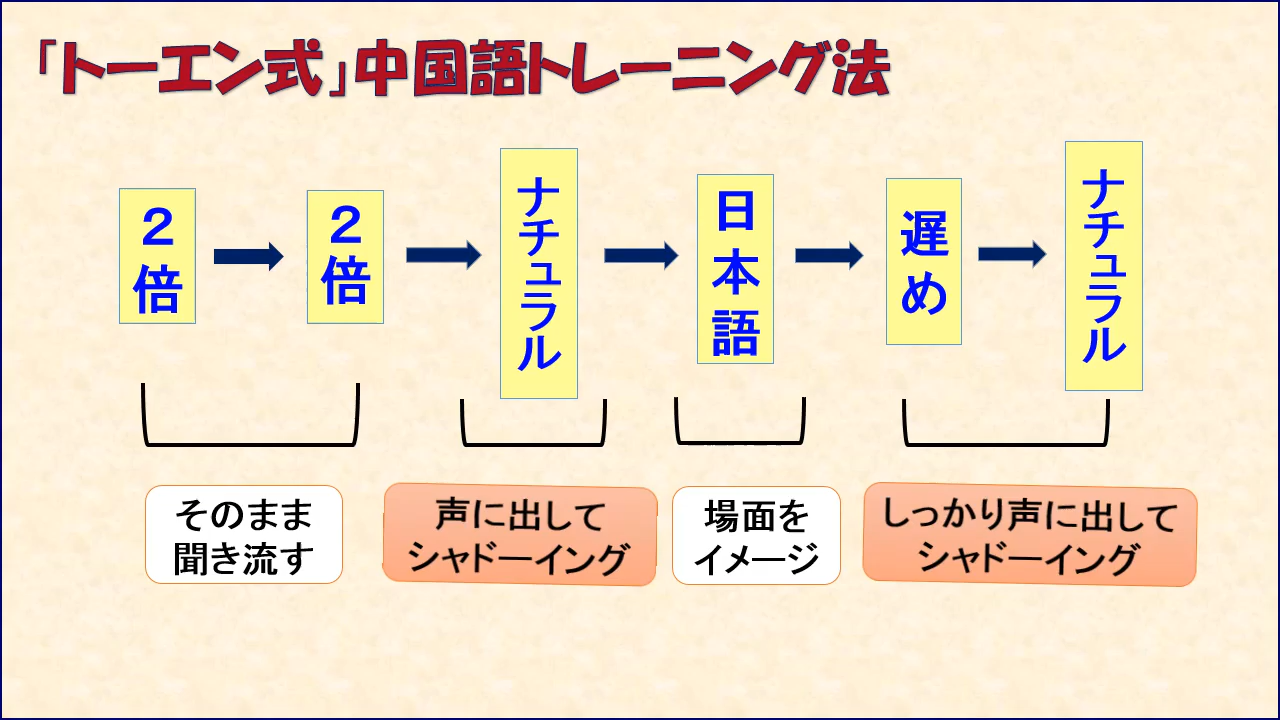 「トーエン式」中国語トレーニング法
２倍
２倍
ナチュラル
日本語
遅め
ナチュラル
そのまま
聞き流す
声に出して
シャドーイング
場面を
イメージ
しっかり声に出して
シャドーイング